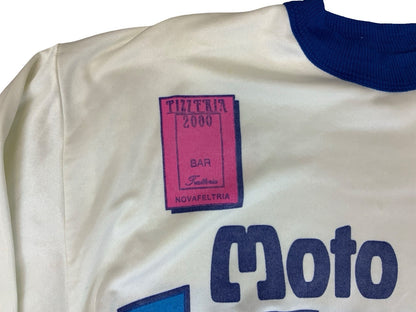 PIZZERIA
2000
BAR
Trattoria
NOVAFELTRIA
Moto